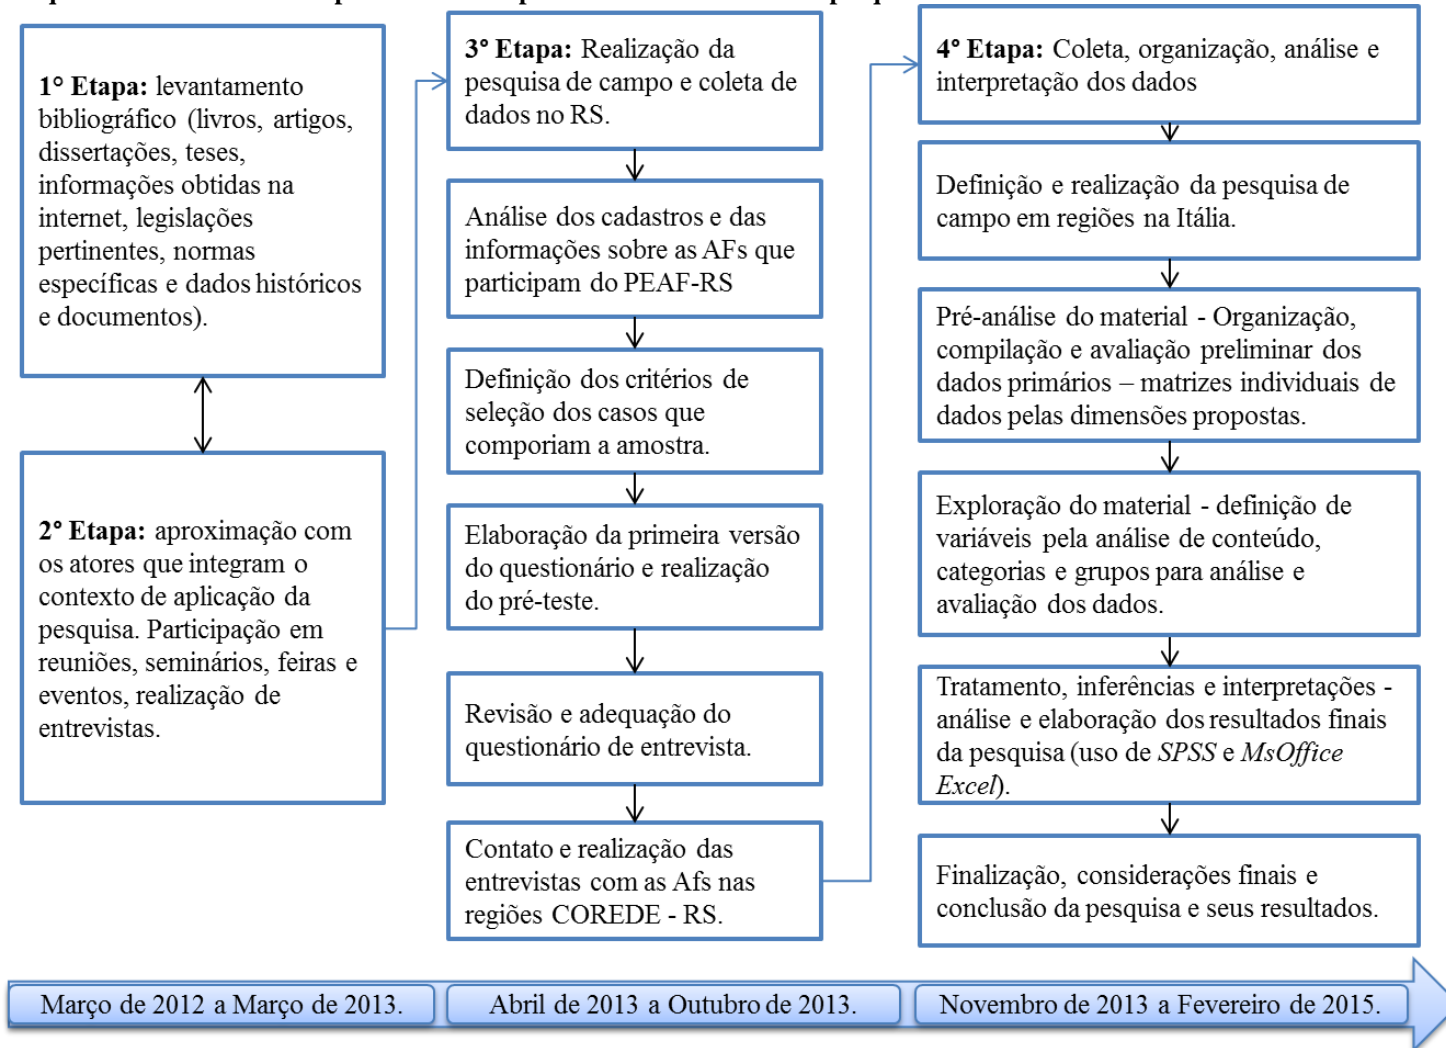 1° Etapa: levantamento
bibliográfico (livros, artigos,
dissertações, teses,
informações obtidas na
internet, legislações
pertinentes, normas
específicas e dados históricos
e documentos).
2° Etapa: aproximação com
os atores que integram o
contexto de aplicação da
pesquisa. Participação em
reuniões, seminários, feiras e
eventos, realização de
entrevistas.
3° Etapa: Realização da
pesquisa de campo e coleta de
dados no RS.
Análise dos cadastros e das
informações sobre as AFs que
participam do PEAF-RS
Definição dos critérios de
seleção dos casos que
comporiam a amostra.
Elaboração da primeira versão
do questionário e realização
do pré-teste.
Revisão e adequação do
questionário de entrevista.
Contato e realização das
entrevistas com as Afs nas
regiões COREDE - RS.
4° Etapa: Coleta, organização, análise e
interpretação dos dados
Definição e realização da pesquisa de
campo em regiões na Itália.
Pré-análise do material - Organização,
compilação e avaliação preliminar dos
dados primários – matrizes individuais de
dados pelas dimensões propostas.
Exploração do material - definição de
variáveis pela análise de conteúdo,
categorias e grupos para análise e
avaliação dos dados.
Tratamento, inferências e interpretações -
análise e elaboração dos resultados finais
da pesquisa (uso de SPSS e MsOffice
Excel).
Finalização, considerações finais e
conclusão da pesquisa e seus resultados.
Março de 2012 a Março de 2013.
Abril de 2013 a Outubro de 2013.
Novembro de 2013 a Fevereiro de 2015.